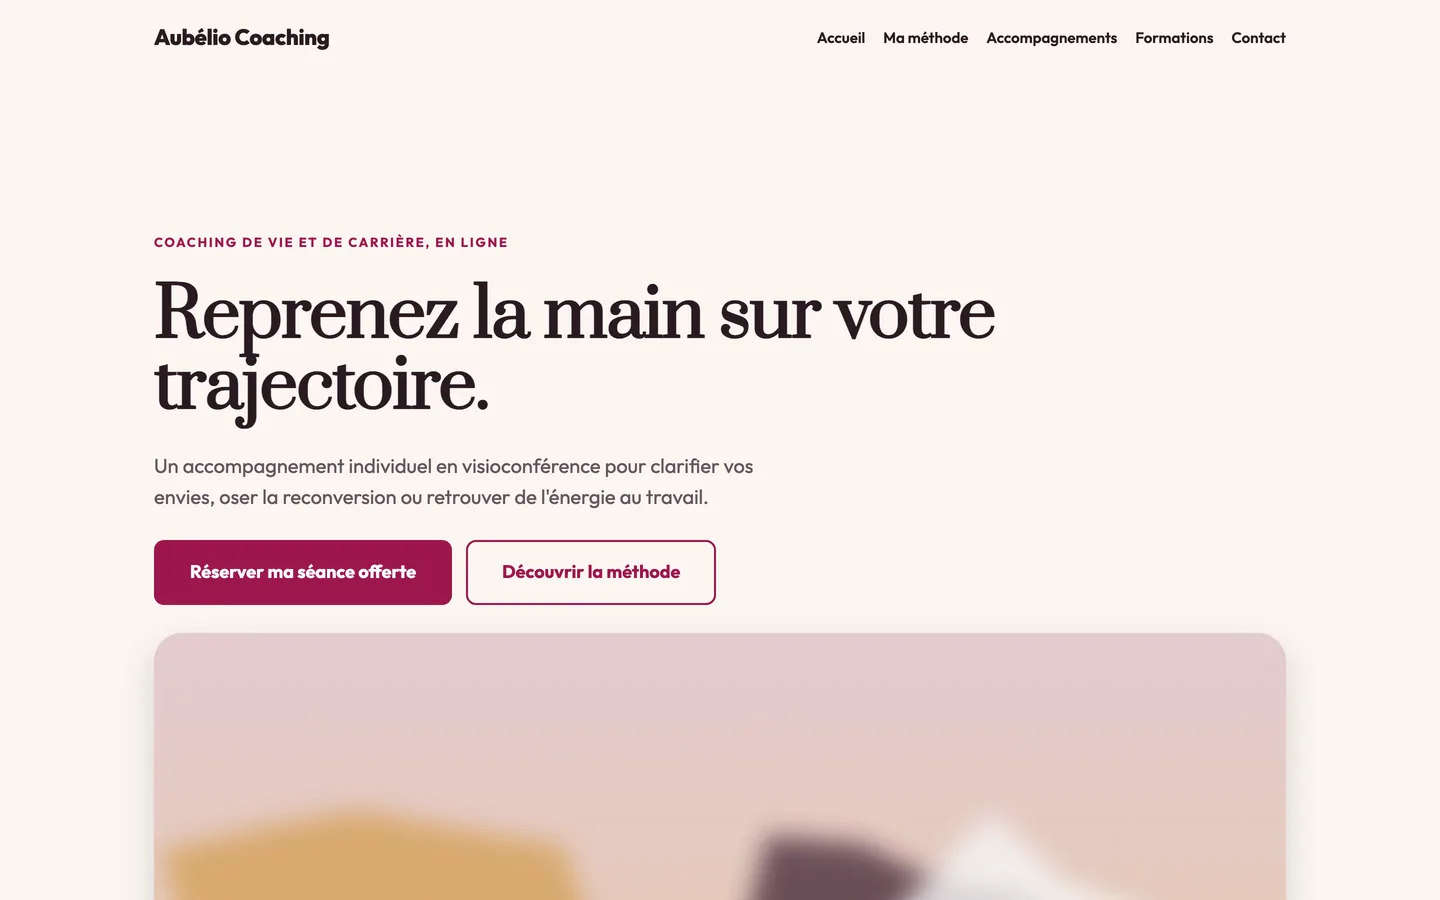 Aubélio Coaching
Accueil Ma méthode Accompagnements Formations Contact
COACHING DE VIE ET DE CARRIÈRE, EN LIGNE
Reprenez la main sur votre
trajectoire.
Un accompagnement individuel en visioconférence pour clarifier vos
envies, oser la reconversion ou retrouver de l'énergie au travail.
Réserver ma séance offerte
Découvrir la méthode